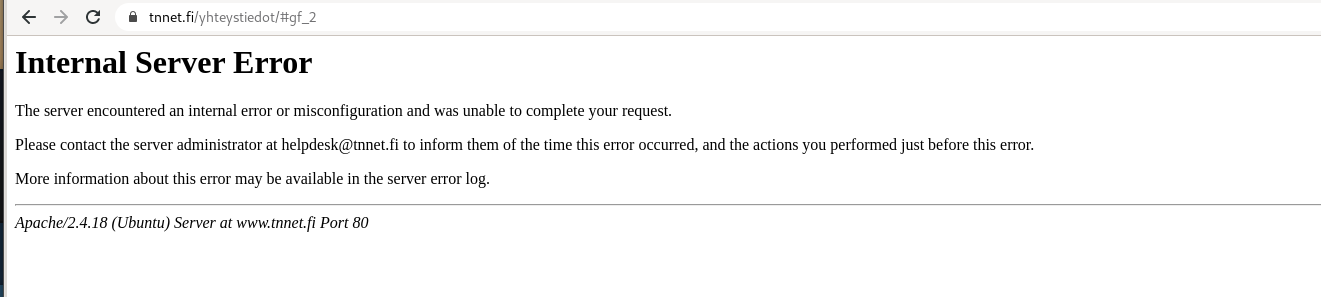 tnnet.fi/yhteystiedot/#gf_2
Internal Server Error
The server encountered an internal error or misconfiguration and was unable to complete your request.
Please contact the server administrator at helpdesk@tnnet.fi to inform them of the time this error occurred, and the actions you performed just before this error.
More information about this error may be available in the server error log.
Apache/2.4.18 (Ubuntu) Server at www.tnnet.fi Port 80